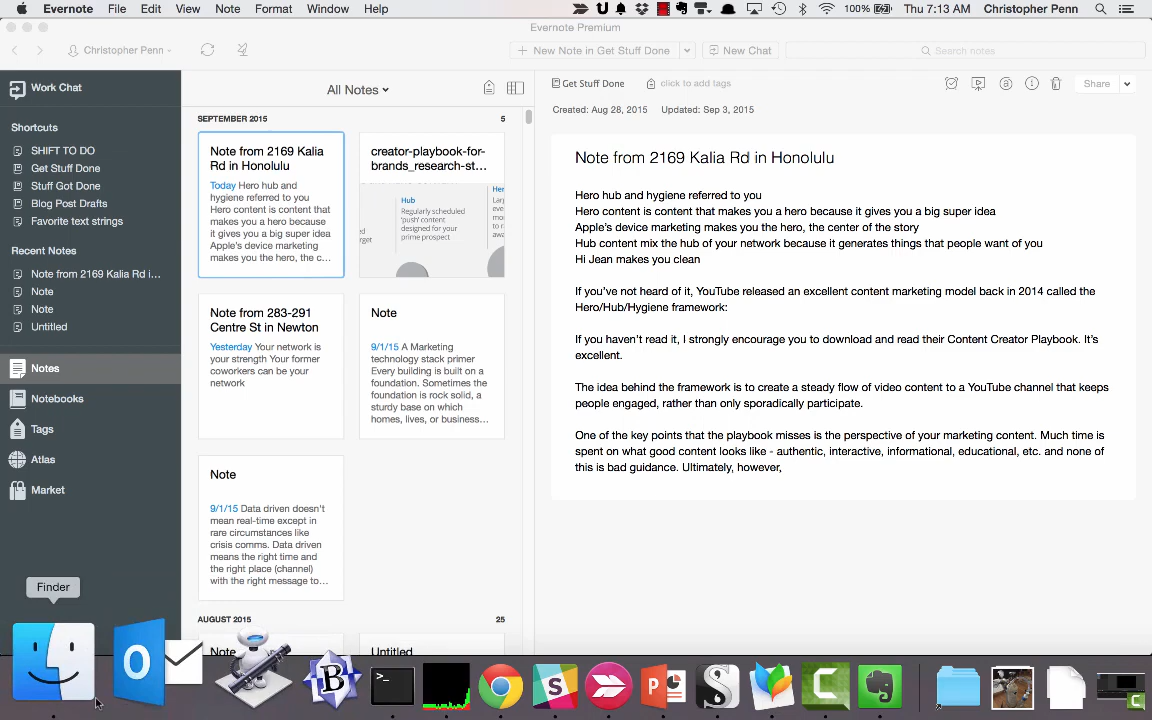 Evernote File Edit View Note Format Window Help
100% Thu 7:13 AM Christopher Penn
Evernote Premium
Christopher Penn
New Note in Get Stuff Done
New Chat
Search notes
Work Chat
Shortcuts
SHIFT TO DO
Get Stuff Done
Stuff Got Done
Blog Post Drafts
Favorite text strings
Recent Notes
Note from 2169 Kalia Rd i...
Note
Note
Untitled
Notes
Notebooks
Tags
Atlas
Market
Finder
All Notes
SEPTEMBER 2015 5
Note from 2169 Kalia
Rd in Honolulu
Today Hero hub and
hygiene referred to you
Hero content is content that
makes you a hero because
it gives you a big super idea
Apple's device marketing
makes you the hero, the c...
creator-playbook-for-
brands_research-st...
Hub
Regularly scheduled
'push' content
designed for your
prime prospect
Note from 283-291
Centre St in Newton
Yesterday Your network is
your strength Your former
coworkers can be your
network
Note
9/1/15 A Marketing
technology stack primer
Every building is built on a
foundation. Sometimes the
foundation is rock solid, a
sturdy base on which
homes, lives, or business...
Note
9/1/15 Data driven doesn't
mean real-time except in
rare circumstances like
crisis comms. Data driven
means the right time and
the right place (channel)
with the right message to...
AUGUST 2015 25
Note
Untitled
Get Stuff Done click to add tags
Share
Created: Aug 28, 2015 Updated: Sep 3, 2015
Note from 2169 Kalia Rd in Honolulu
Hero hub and hygiene referred to you
Hero content is content that makes you a hero because it gives you a big super idea
Apple's device marketing makes you the hero, the center of the story
Hub content mix the hub of your network because it generates things that people want of you
Hi Jean makes you clean
If you've not heard of it, YouTube released an excellent content marketing model back in 2014 called the
Hero/Hub/Hygiene framework:
If you haven't read it, I strongly encourage you to download and read their Content Creator Playbook. It's
excellent.
The idea behind the framework is to create a steady flow of video content to a YouTube channel that keeps
people engaged, rather than only sporadically participate.
One of the key points that the playbook misses is the perspective of your marketing content. Much time is
spent on what good content looks like - authentic, interactive, informational, educational, etc. and none of
this is bad guidance. Ultimately, however,